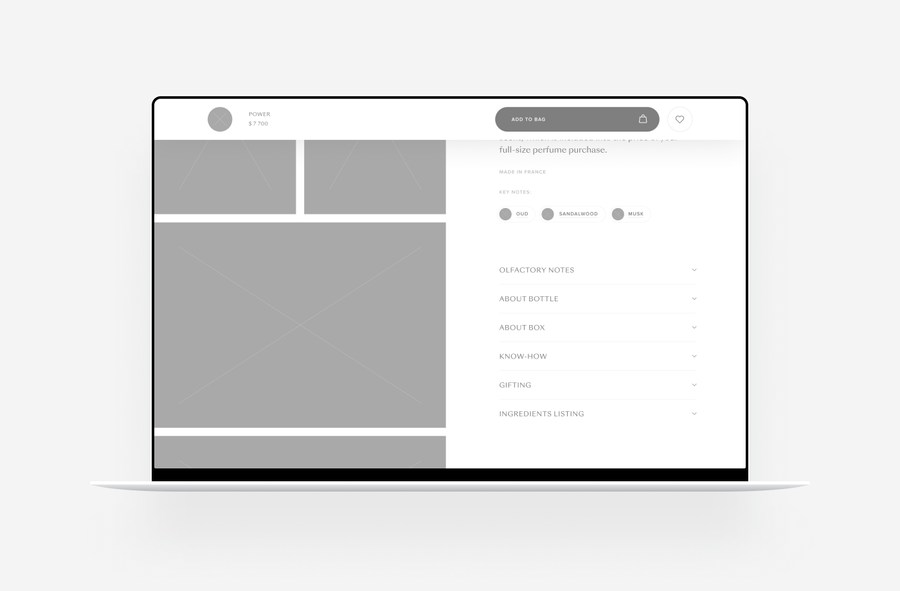 POWER
$ 7 700
ADD TO BAG
full-size perfume purchase.
MADE IN FRANCE
KEY NOTES:
OUD
SANDALWOOD
MUSK
OLFACTORY NOTES
ABOUT BOTTLE
ABOUT BOX
KNOW-HOW
GIFTING
INGREDIENTS LISTING